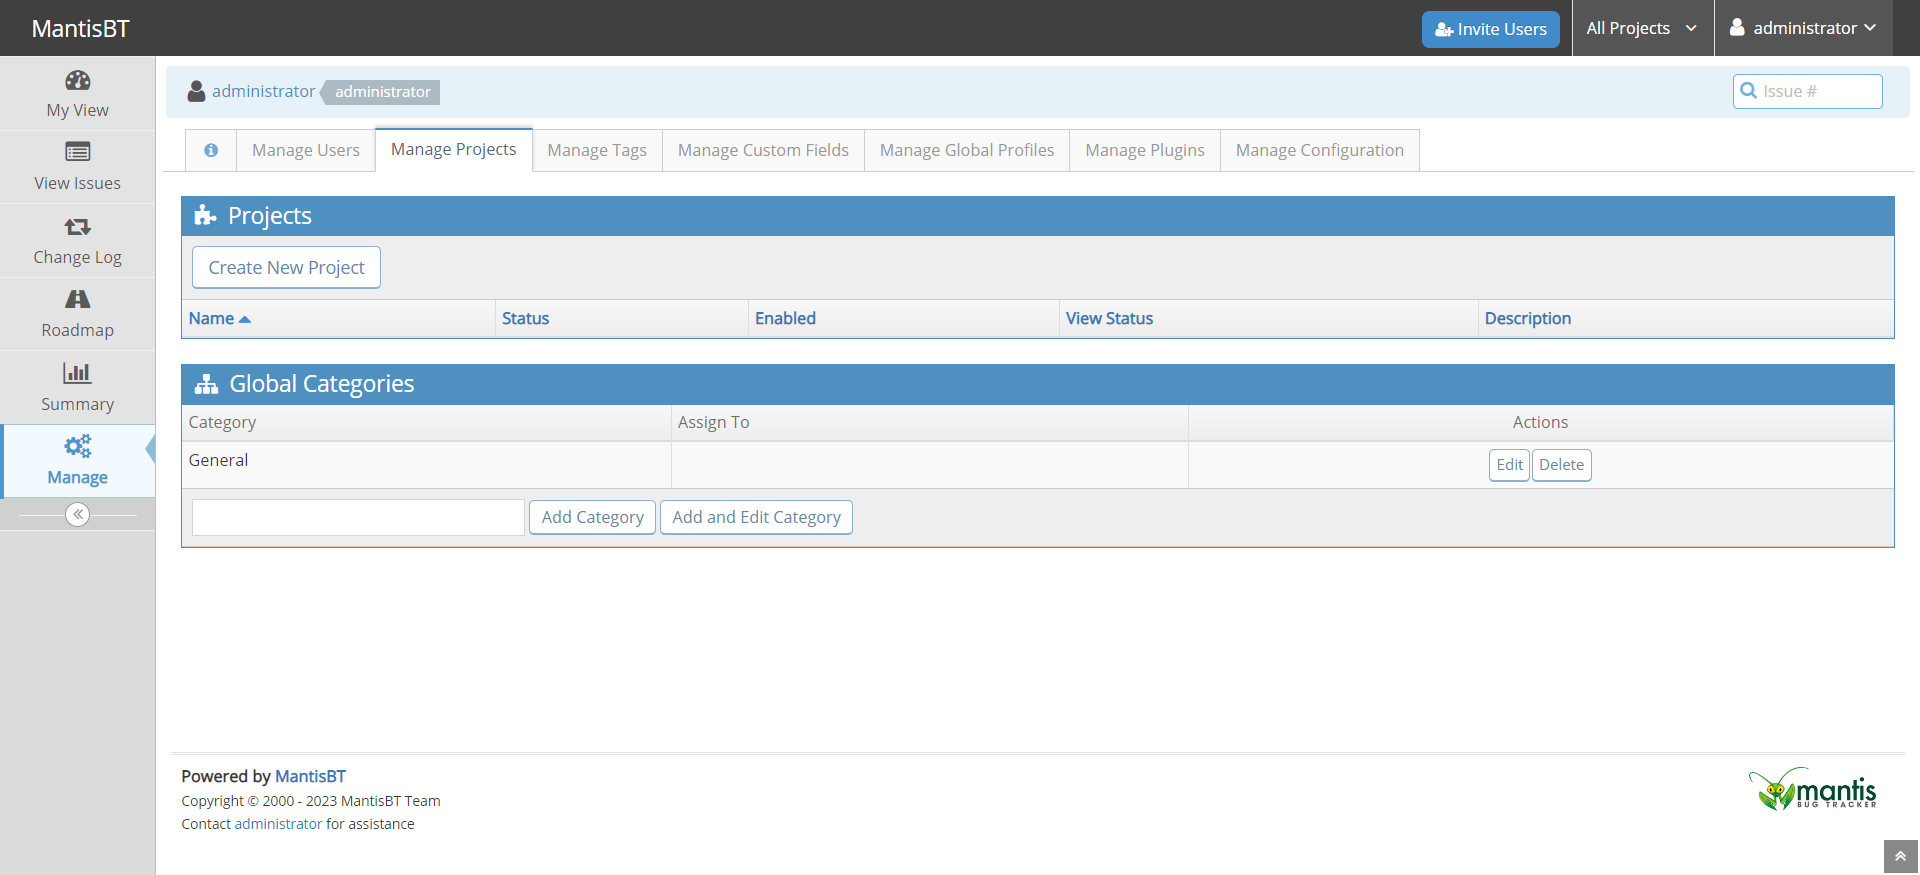 MantisBT
Invite Users
All Projects
administrator
My View
View Issues
Change Log
Roadmap
Summary
Manage
administrator administrator
Issue #
Manage Users Manage Projects Manage Tags Manage Custom Fields Manage Global Profiles Manage Plugins Manage Configuration
Projects
Create New Project
Name Status Enabled View Status Description
Global Categories
Category Assign To Actions
General Edit Delete
Add Category Add and Edit Category
Powered by MantisBT
Copyright © 2000 - 2023 MantisBT Team
Contact administrator for assistance
mantis
BUG TRACKER